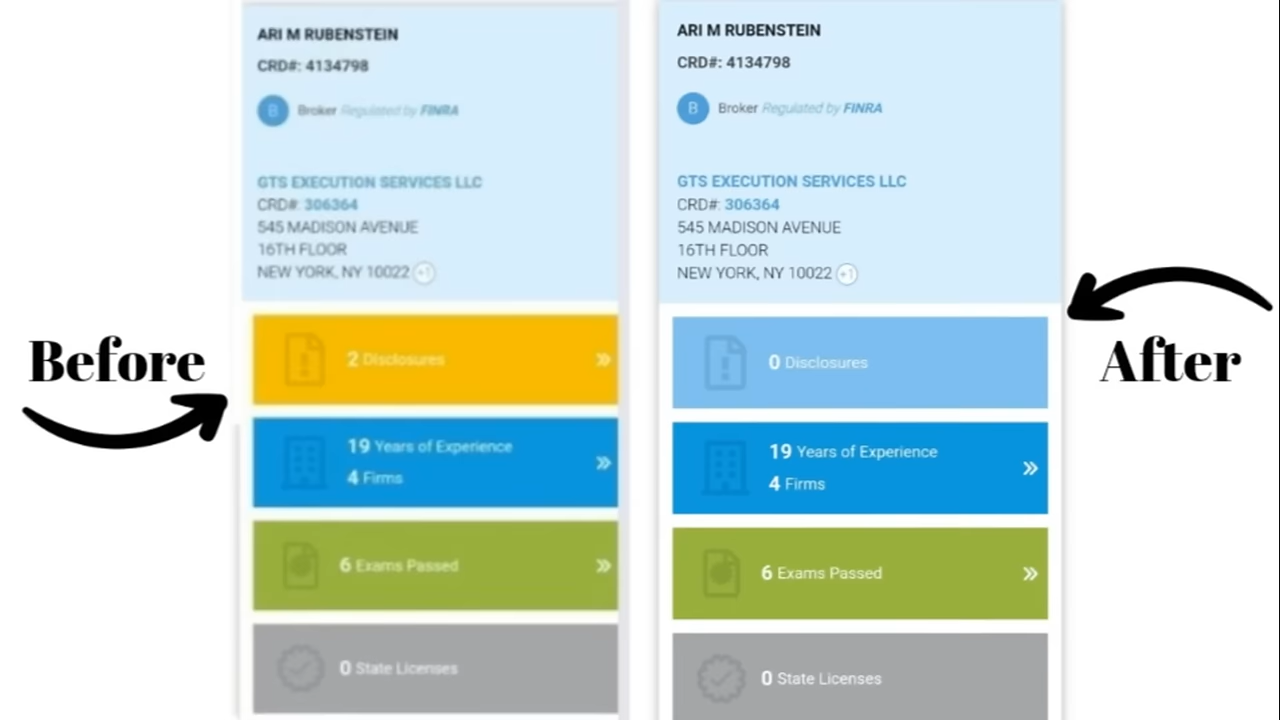 Before
ARI M RUBENSTEIN
CRD#: 4134798
B Broker Regulated by FINRA
GTS EXECUTION SERVICES LLC
CRD#: 306364
545 MADISON AVENUE
16TH FLOOR
NEW YORK, NY 10022 +1
2 Disclosures
19 Years of Experience
4 Firms
6 Exams Passed
0 State Licenses
ARI M RUBENSTEIN
CRD#: 4134798
B Broker Regulated by FINRA
GTS EXECUTION SERVICES LLC
CRD#: 306364
545 MADISON AVENUE
16TH FLOOR
NEW YORK, NY 10022 +1
0 Disclosures
19 Years of Experience
4 Firms
6 Exams Passed
0 State Licenses
After